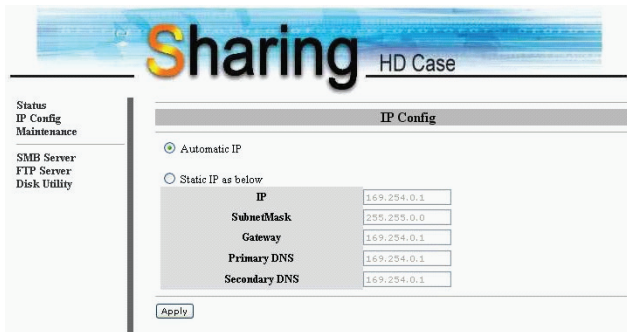 Sharing HD Case
Status
IP Config
Maintenance
SMB Server
FTP Server
Disk Utility
IP Config
Automatic IP
Static IP as below
IP 169.254.0.1
SubnetMask 255.255.0.0
Gateway 169.254.0.1
Primary DNS 169.254.0.1
Secondary DNS 169.254.0.1
Apply